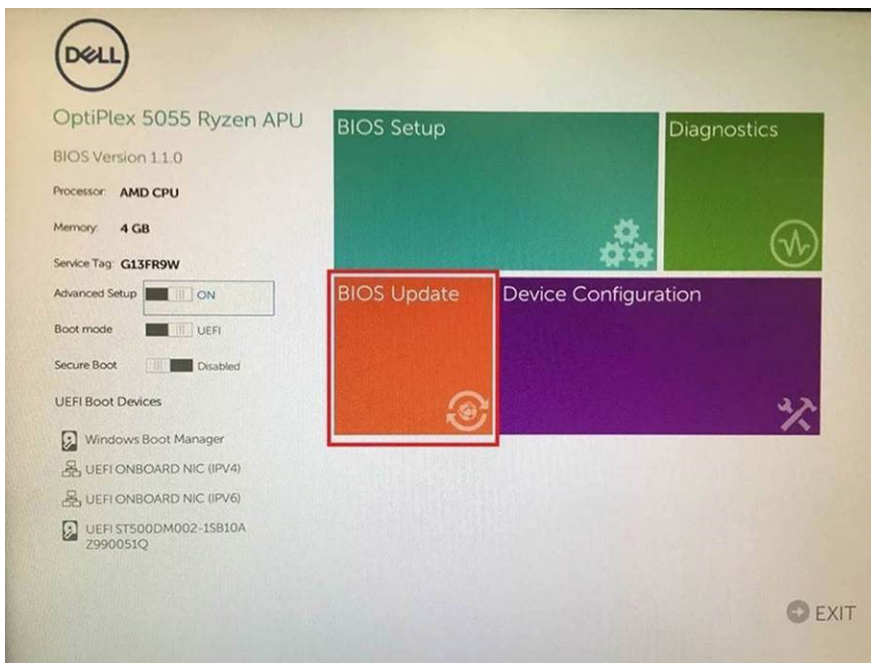 DELL
OptiPlex 5055 Ryzen APU
BIOS Version 1.1.0
Processor: AMD CPU
Memory: 4 GB
Service Tag: G13FR9W
Advanced Setup ON
Boot mode UEFI
Secure Boot Disabled
UEFI Boot Devices
Windows Boot Manager
UEFI ONBOARD NIC (IPV4)
UEFI ONBOARD NIC (IPV6)
UEFI ST500DM002-1SB10A
Z990051Q
BIOS Setup
Diagnostics
BIOS Update
Device Configuration
EXIT